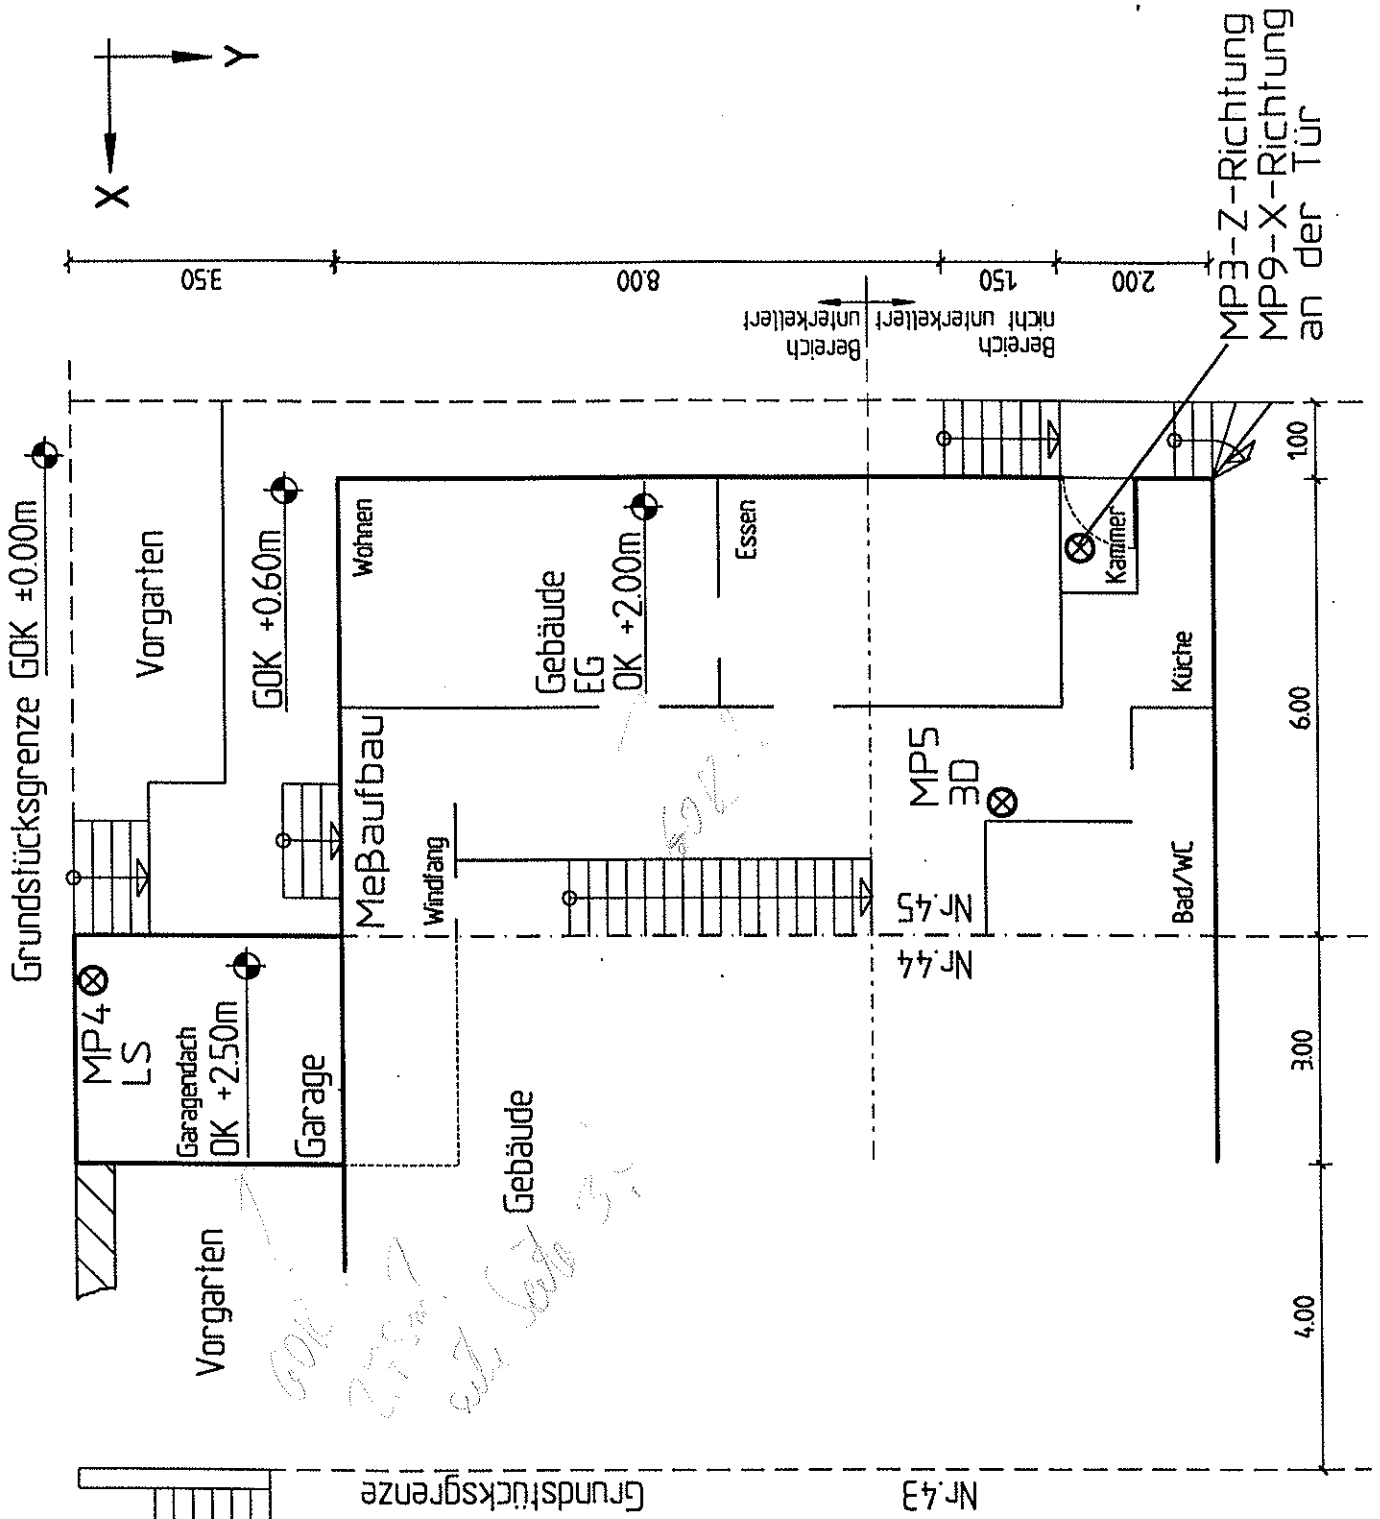 Grundstücksgrenze GOK ±0.00m
X
Y
Vorgarten
GOK +0.60m
3.50
8.00
1.50
2.00
Wohnen
Gebäude
EG
OK +2.00m
Essen
Bereich
unterkellert
Bereich
nicht unterkellert
MP3-Z-Richtung
MP9-X-Richtung
an der Tür
Kammer
Küche
Meßaufbau
Windfang
MP5
3D
Bad/WC
Nr.45
Nr.44
MP4
LS
Garagendach
OK +2.50m
Garage
Gebäude
Vorgarten
1.00
6.00
3.00
4.00
GOK
Grundstücksgrenze
Nr.43